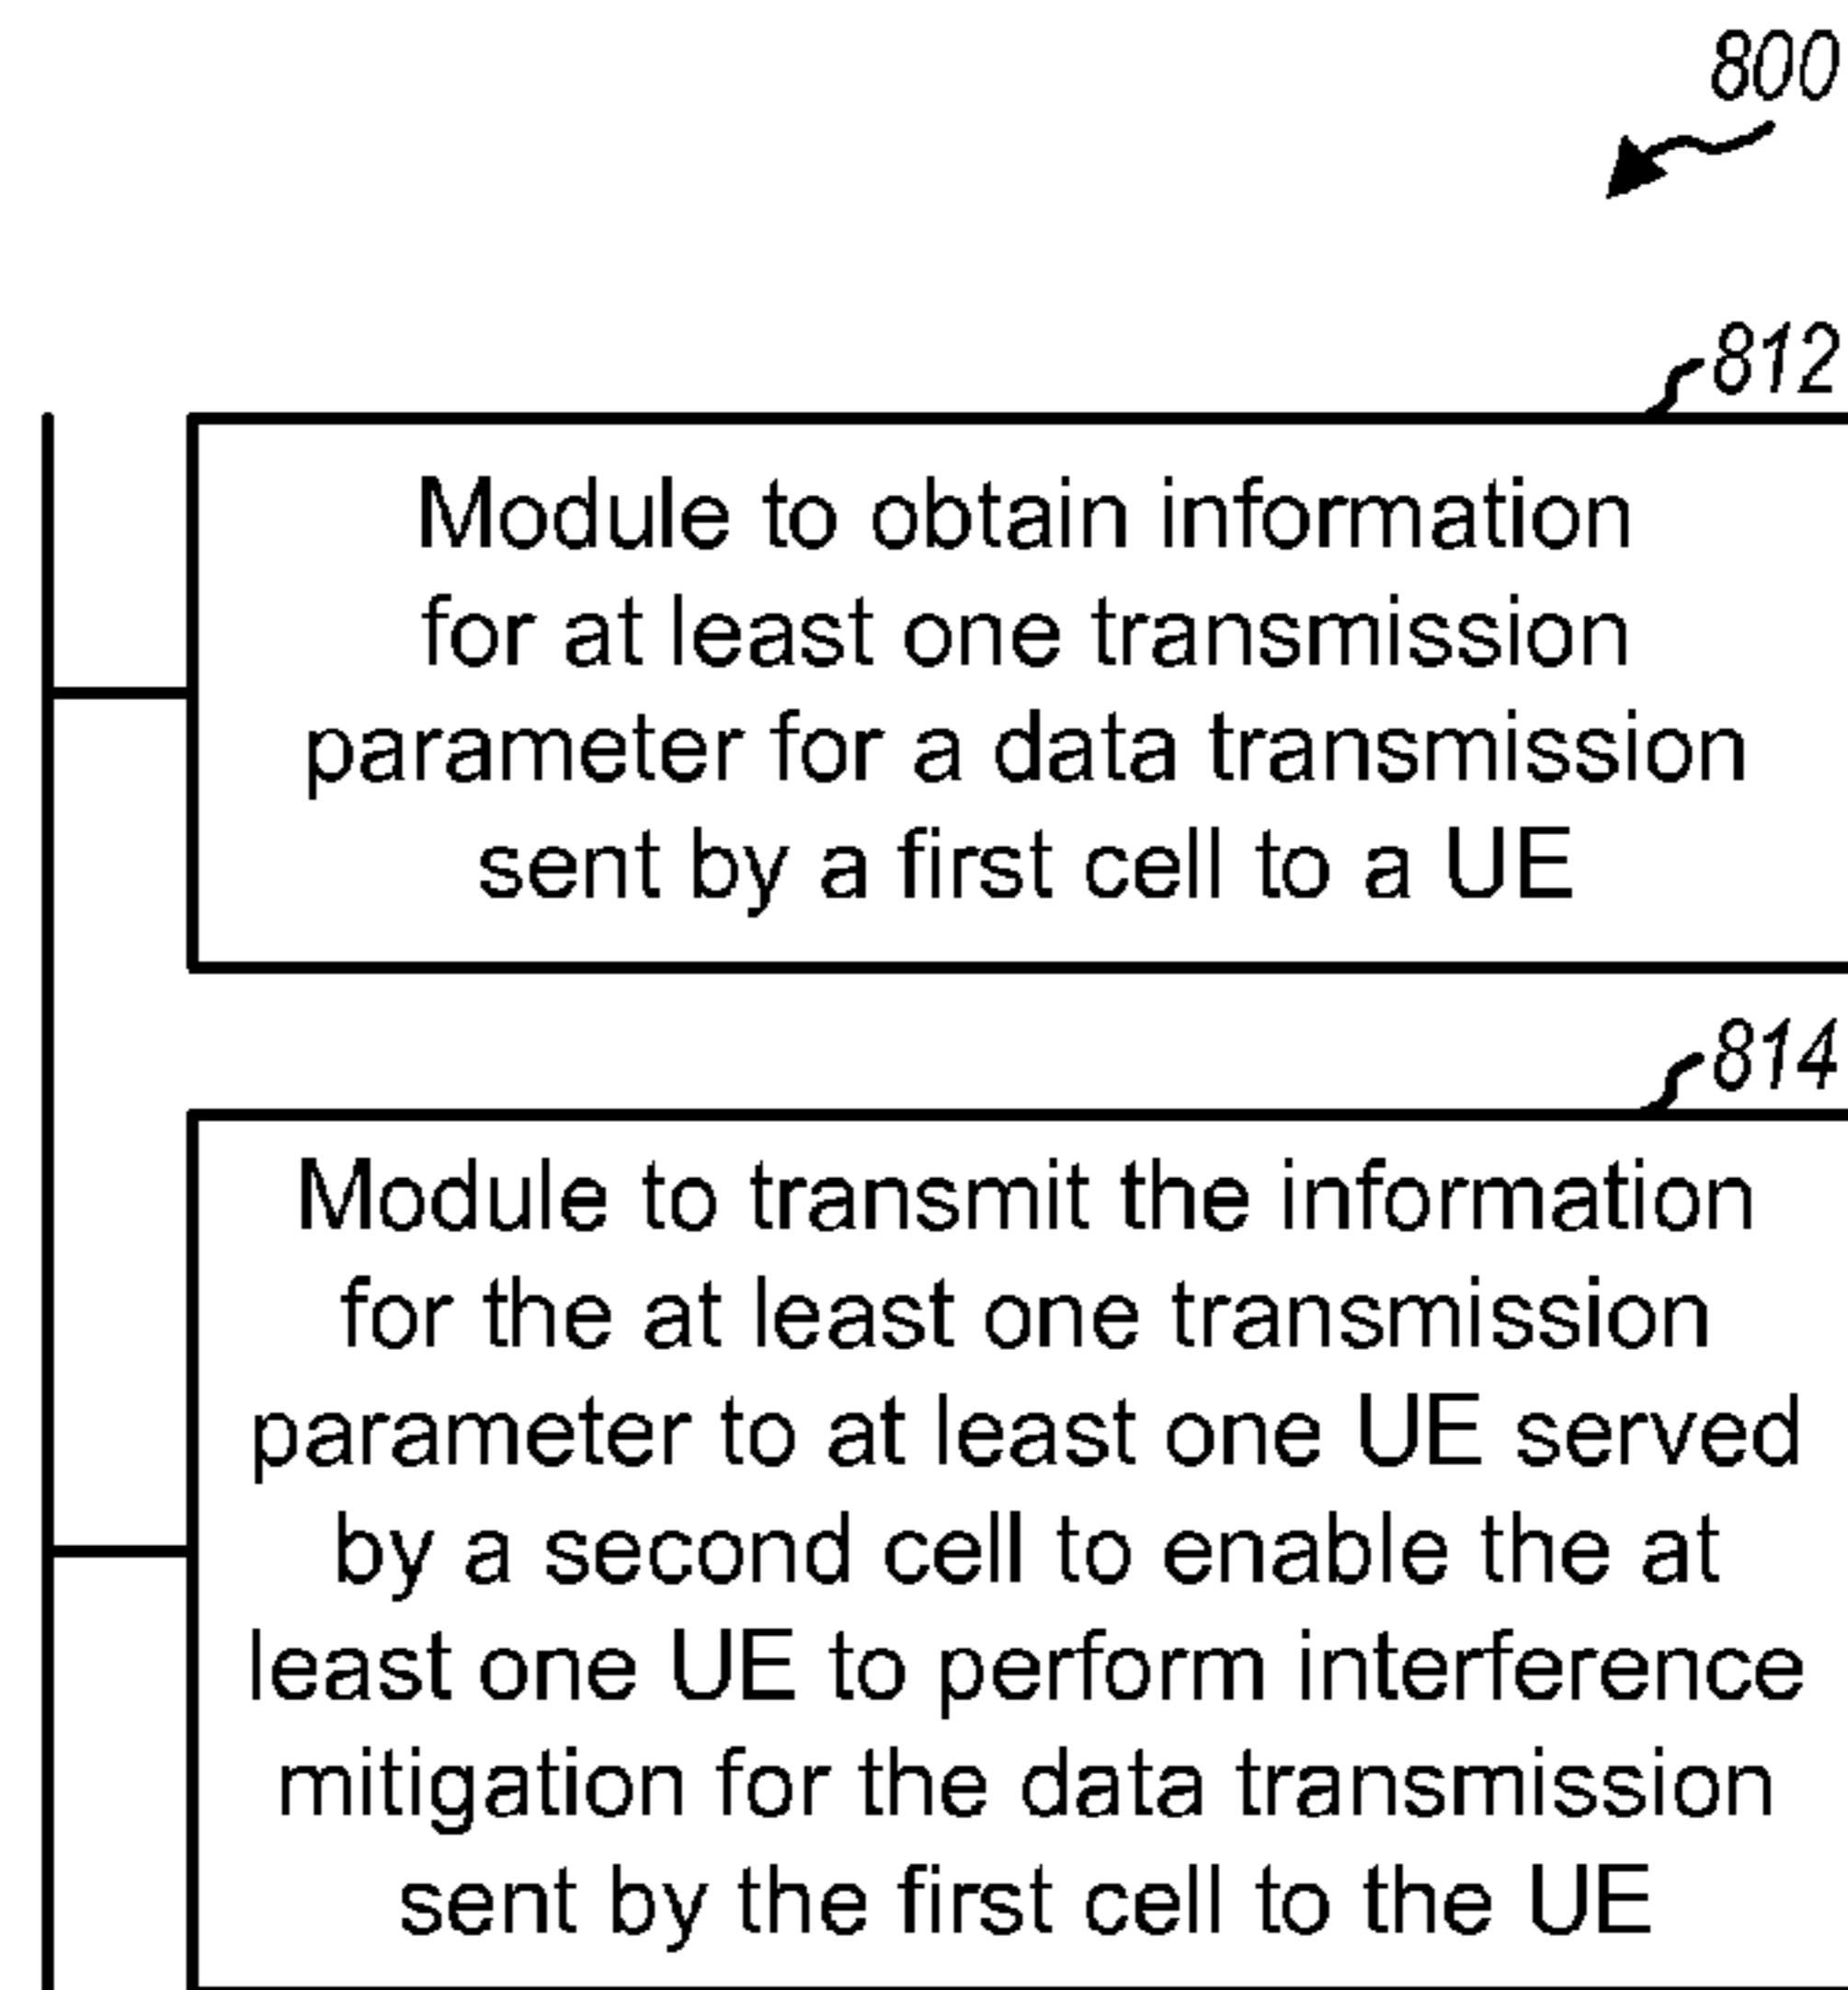 800
812
Module to obtain information
for at least one transmission
parameter for a data transmission
sent by a first cell to a UE
814
Module to transmit the information
for the at least one transmission
parameter to at least one UE served
by a second cell to enable the at
least one UE to perform interference
mitigation for the data transmission
sent by the first cell to the UE